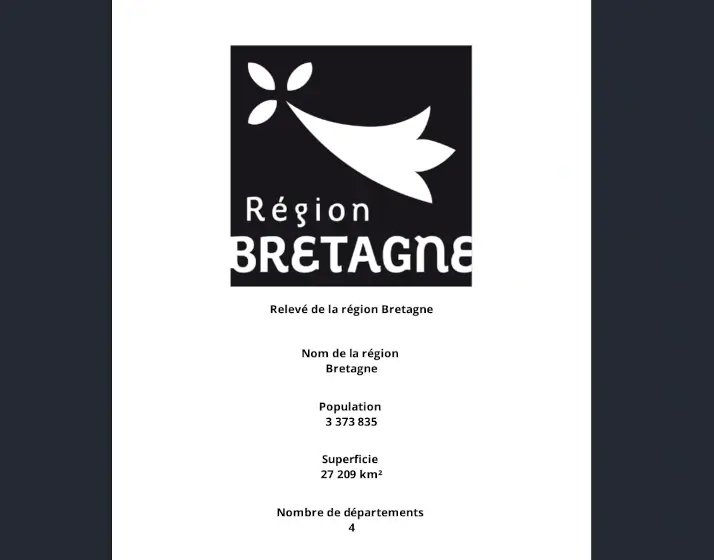 Région
BRETAGNE
Relevé de la région Bretagne
Nom de la région
Bretagne
Population
3 373 835
Superficie
27 209 km²
Nombre de départements
4